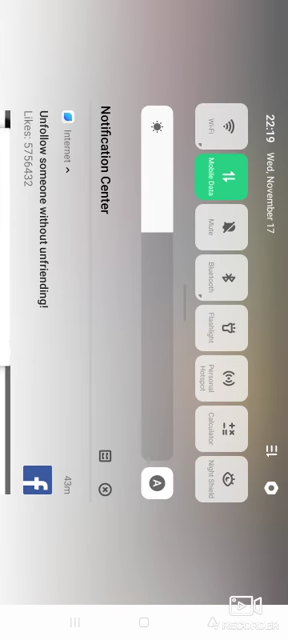 22:19 Wed, November 17
Wi-Fi
Mobile Data
Mute
Bluetooth
Flashlight
Personal Hotspot
Calculator
Night Shield
A
Notification Center
Internet
43m
Unfollow someone without unfriending!
Likes: 5756432
f
RECORDER